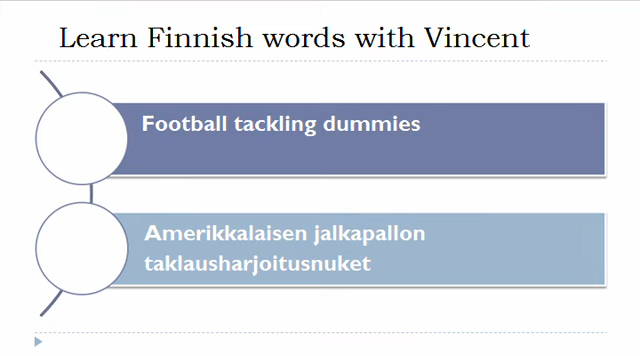 Learn Finnish words with Vincent
Football tackling dummies
Amerikkalaisen jalkapallon
taklausharjoitusnuket